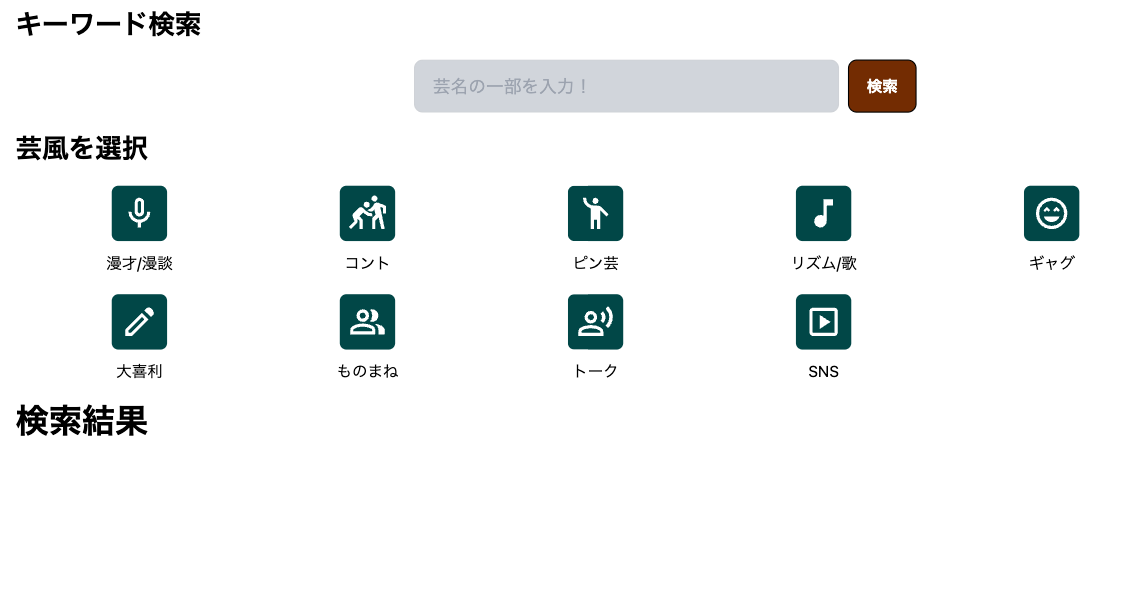 キーワード検索
芸名の一部を入力！
検索
芸風を選択
漫才/漫談
コント
ピン芸
リズム/歌
ギャグ
大喜利
ものまね
トーク
SNS
検索結果